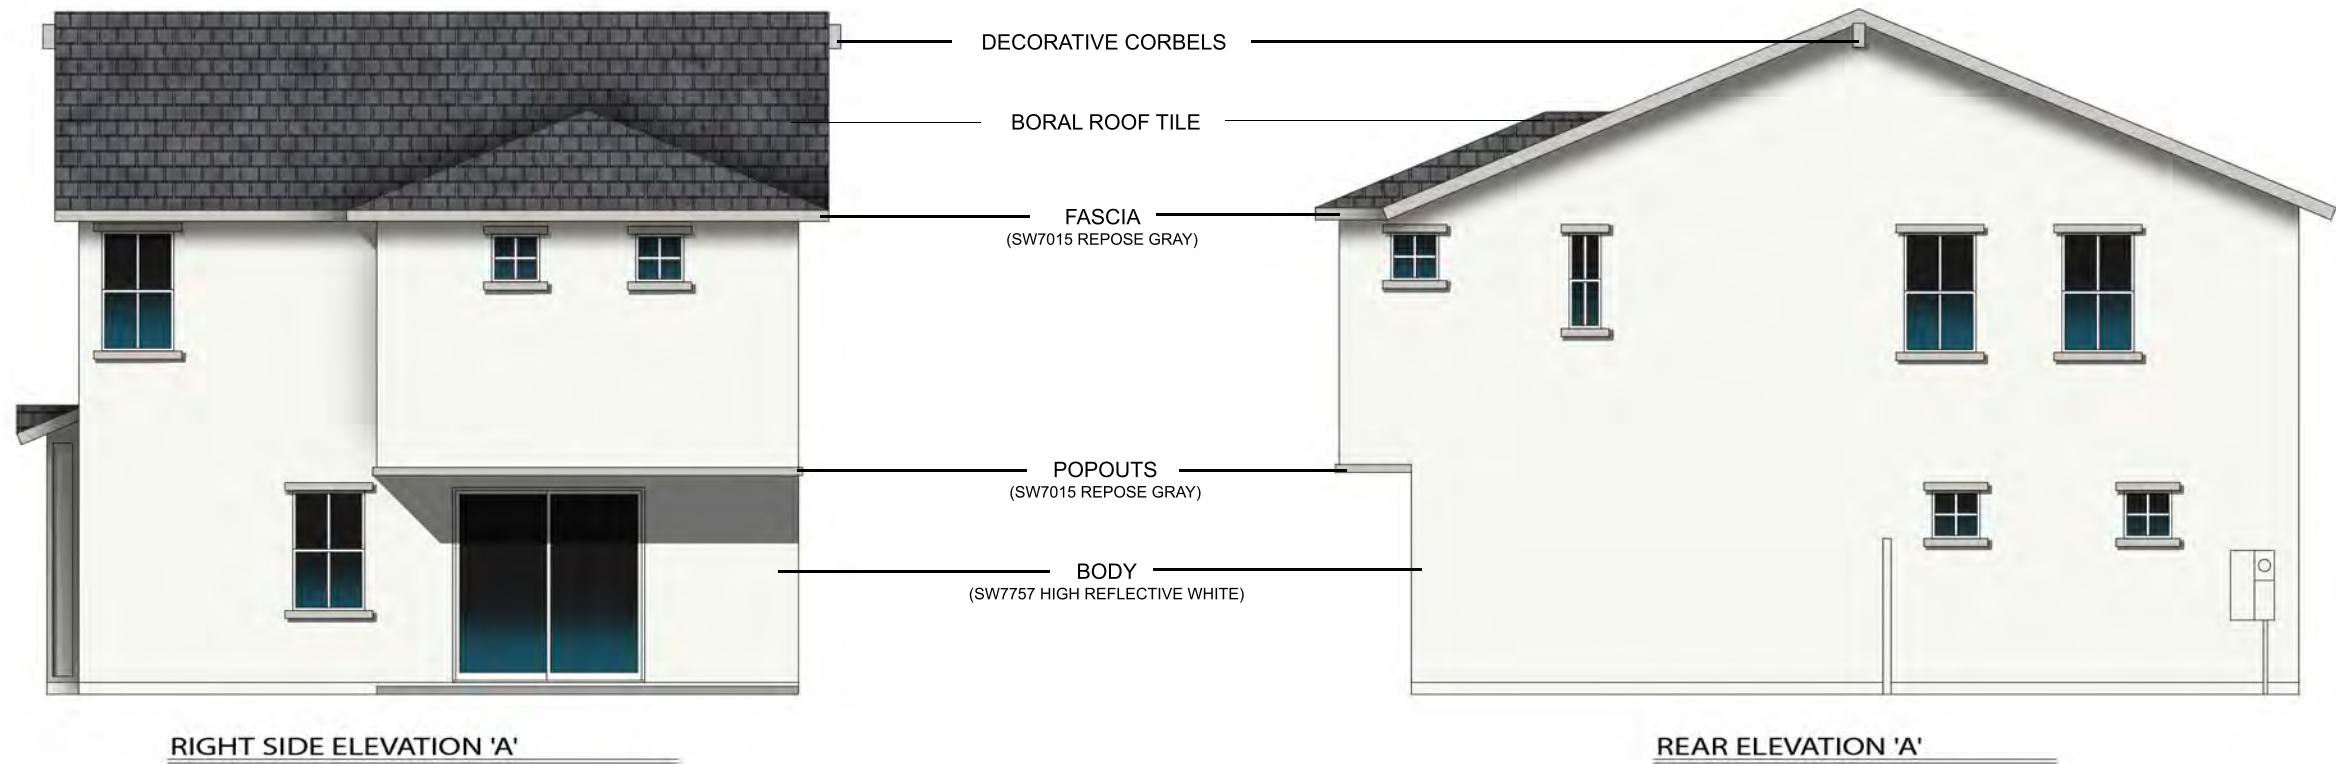 DECORATIVE CORBELS
BORAL ROOF TILE
FASCIA
(SW7015 REPOSE GRAY)
POPOUTS
(SW7015 REPOSE GRAY)
BODY
(SW7757 HIGH REFLECTIVE WHITE)
RIGHT SIDE ELEVATION 'A'
REAR ELEVATION 'A'